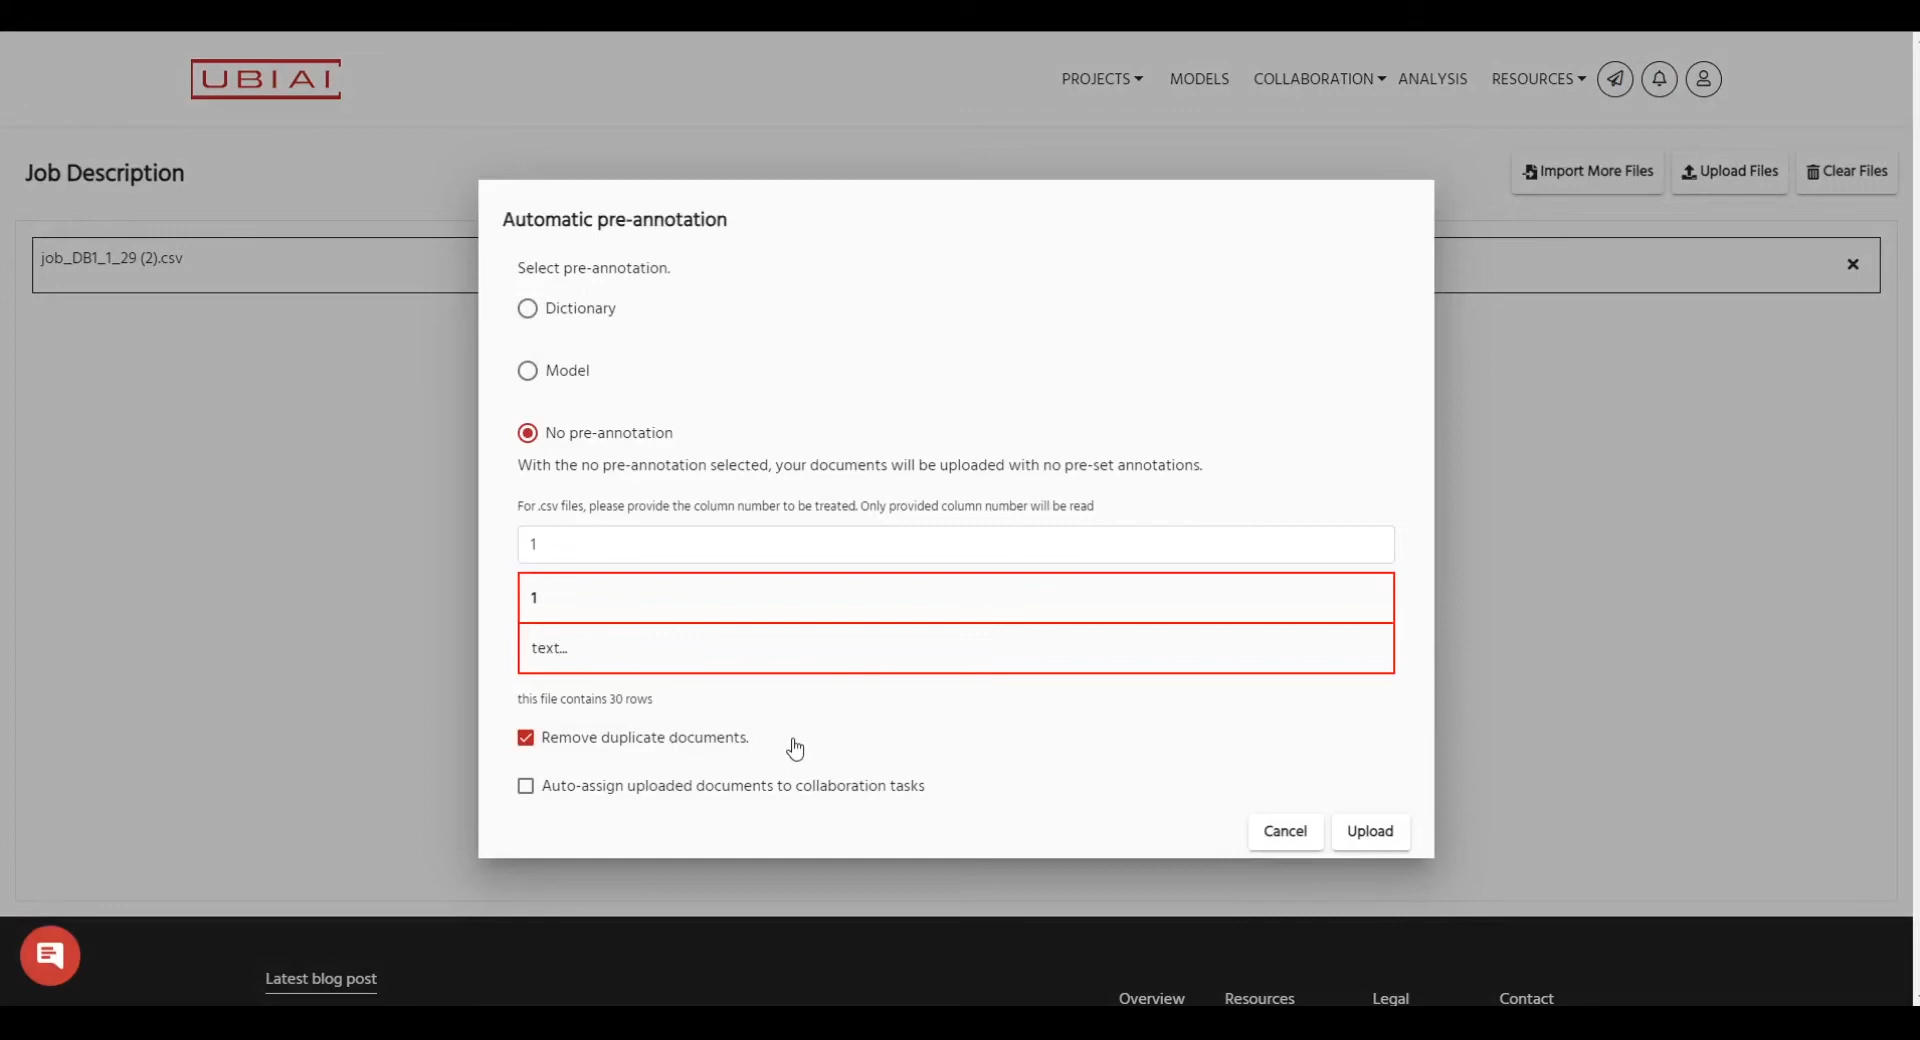 UBIAI
PROJECTS MODELS COLLABORATION ANALYSIS RESOURCES
Job Description
Import More Files Upload Files Clear Files
job_DB1_1_29 (2).csv
Automatic pre-annotation
Select pre-annotation.
Dictionary
Model
No pre-annotation
With the no pre-annotation selected, your documents will be uploaded with no pre-set annotations.
For .csv files, please provide the column number to be treated. Only provided column number will be read
1
1
text...
this file contains 30 rows
Remove duplicate documents.
Auto-assign uploaded documents to collaboration tasks
Cancel Upload
Latest blog post
Overview Resources Legal Contact